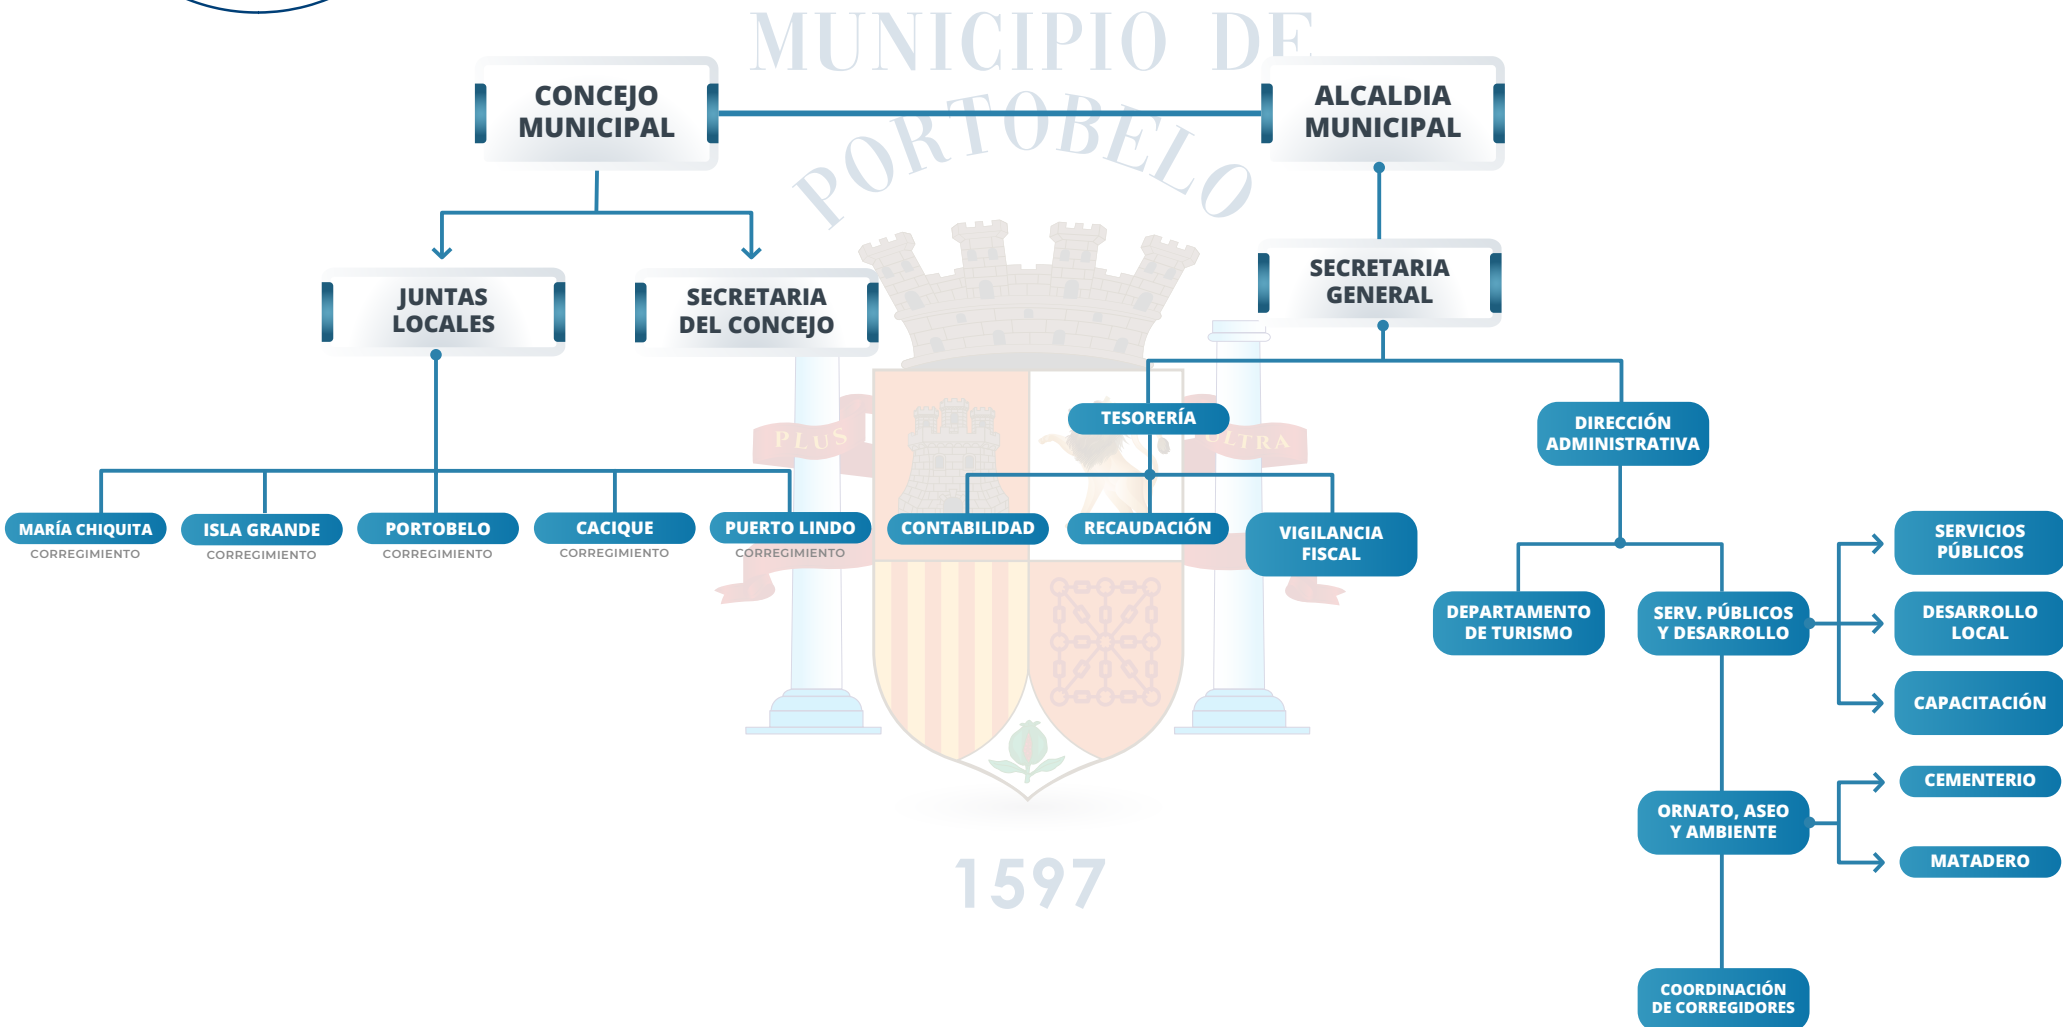 MUNICIPIO DE
PORTOBELO
CONCEJO
MUNICIPAL
ALCALDIA
MUNICIPAL
JUNTAS
LOCALES
SECRETARIA
DEL CONCEJO
SECRETARIA
GENERAL
TESORERÍA
DIRECCIÓN
ADMINISTRATIVA
PLUS
ULTRA
MARÍA CHIQUITA
CORREGIMIENTO
ISLA GRANDE
CORREGIMIENTO
PORTOBELO
CORREGIMIENTO
CACIQUE
CORREGIMIENTO
PUERTO LINDO
CORREGIMIENTO
CONTABILIDAD
RECAUDACIÓN
VIGILANCIA
FISCAL
DEPARTAMENTO
DE TURISMO
SERV. PÚBLICOS
Y DESARROLLO
SERVICIOS
PÚBLICOS
DESARROLLO
LOCAL
CAPACITACIÓN
ORNATO, ASEO
Y AMBIENTE
CEMENTERIO
MATADERO
1597
COORDINACIÓN
DE CORREGIDORES